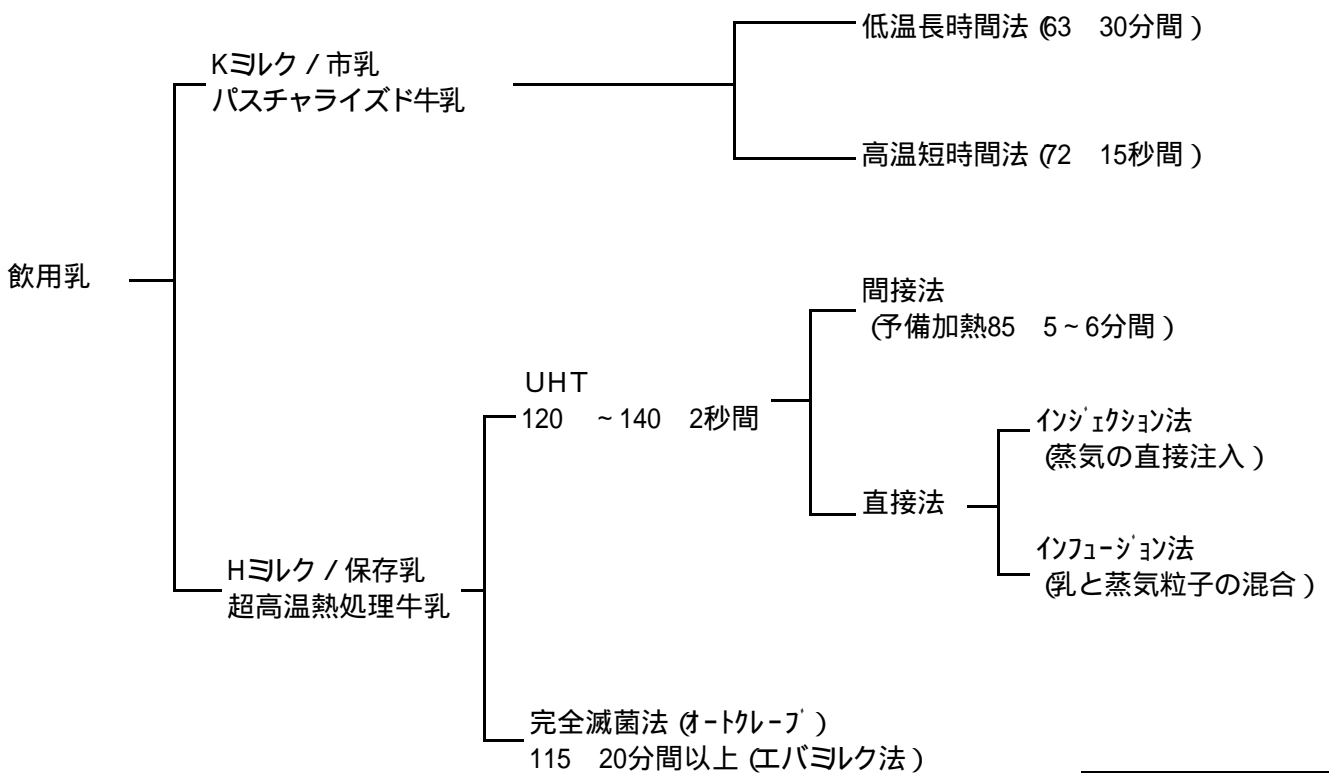 飲用乳
Kミルク / 市乳
パスチャライズド牛乳
低温長時間法 (63　30分間 )
高温短時間法 (72　15秒間 )
Hミルク / 保存乳
超高温熱処理牛乳
UHT
120　~ 140　2秒間
間接法
(予備加熱85　5 ~ 6分間 )
直接法
ｲﾝｼﾞｪｸｼｮﾝ法
(蒸気の直接注入 )
ｲﾝﾌｭｰｼﾞｮﾝ法
(乳と蒸気粒子の混合 )
完全滅菌法 (ｵｰﾄｸﾚｰﾌﾞ )
115　20分間以上 (エバミルク法 )